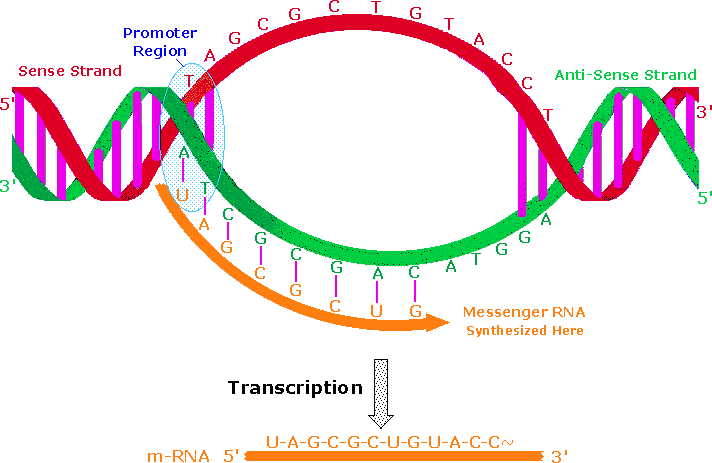 Promoter
Region
T A G C G C T G T A C C T
Sense Strand
Anti-Sense Strand
5'
3'
3'
5'
A T C G C G A C A T G G A
U A G C G C U G
Messenger RNA
Synthesized Here
Transcription
U-A-G-C-G-C-U-G-U-A-C-C~
m-RNA 5' 3'